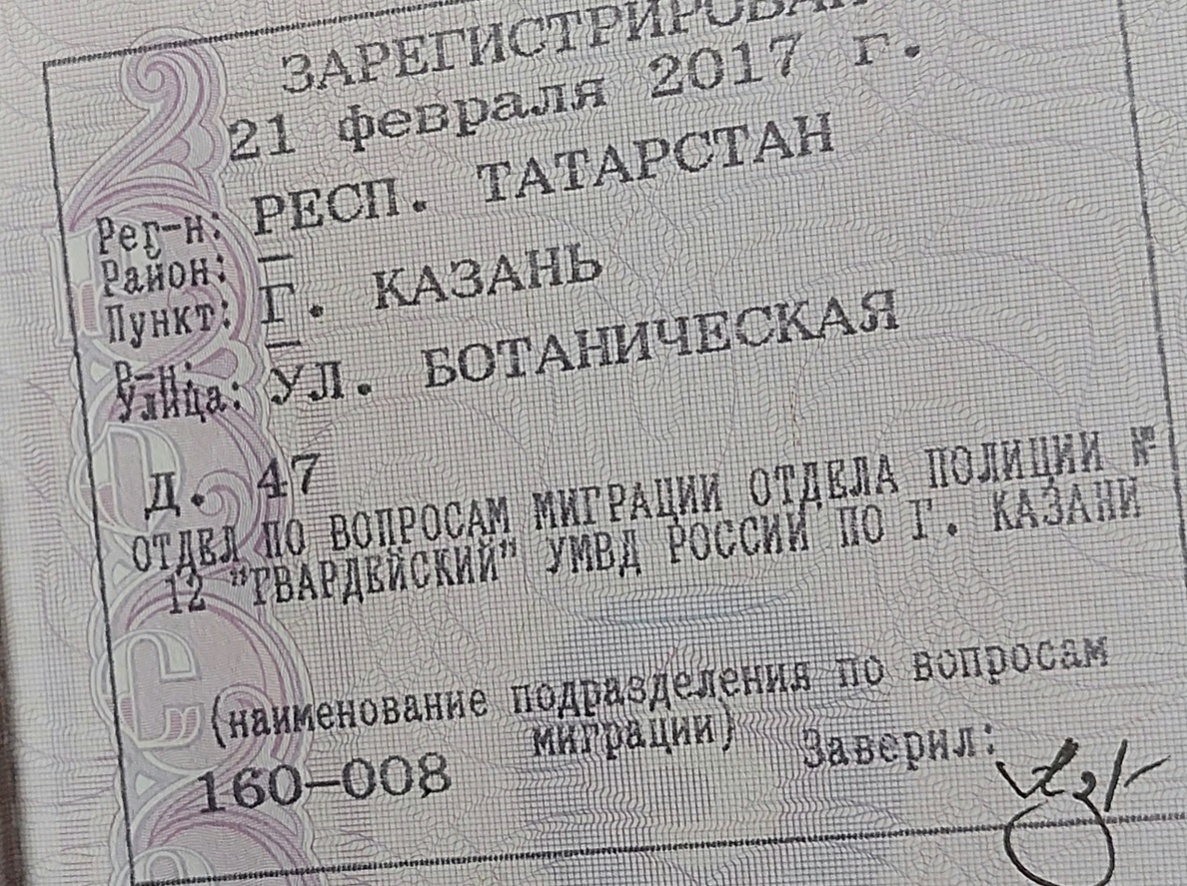 ЗАРЕГИСТРИРОВАН
21 февраля 2017 г.
Рег-н: РЕСП. ТАТАРСТАН
Район: –
Пункт: Г. КАЗАНЬ
Р-н: –
Улица: УЛ. БОТАНИЧЕСКАЯ
Д. 47
ОТДЕЛ ПО ВОПРОСАМ МИГРАЦИИ ОТДЕЛА ПОЛИЦИИ №
12 "ГВАРДЕЙСКИЙ" УМВД РОССИИ ПО Г. КАЗАНИ
(наименование подразделения по вопросам
миграции)
Заверил:
160-008